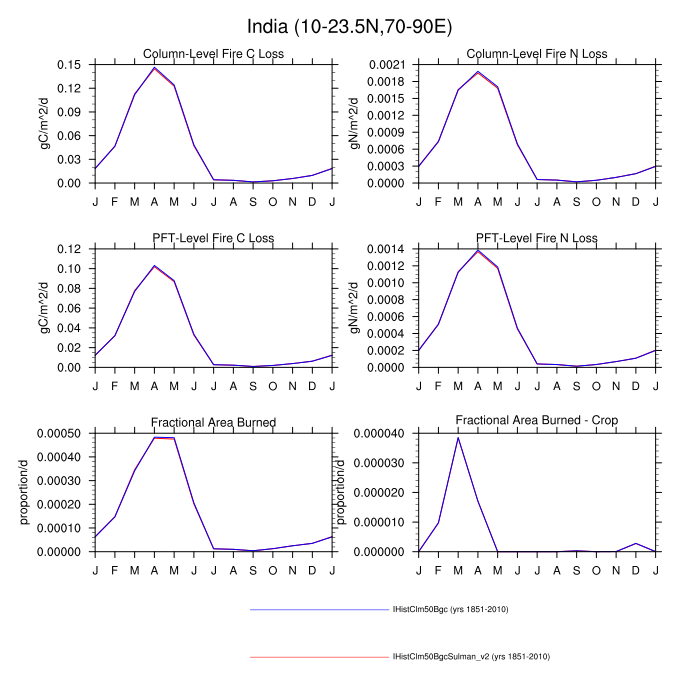 India (10-23.5N,70-90E)
Column-Level Fire C Loss
gC/m^2/d
0.15
0.12
0.09
0.06
0.03
0.00
J F M A M J J A S O N D J
Column-Level Fire N Loss
gN/m^2/d
0.0021
0.0018
0.0015
0.0012
0.0009
0.0006
0.0003
0.0000
J F M A M J J A S O N D J
PFT-Level Fire C Loss
gC/m^2/d
0.12
0.10
0.08
0.06
0.04
0.02
0.00
J F M A M J J A S O N D J
PFT-Level Fire N Loss
gN/m^2/d
0.0014
0.0012
0.0010
0.0008
0.0006
0.0004
0.0002
0.0000
J F M A M J J A S O N D J
Fractional Area Burned
proportion/d
0.00050
0.00040
0.00030
0.00020
0.00010
0.00000
J F M A M J J A S O N D J
Fractional Area Burned - Crop
proportion/d
0.000040
0.000030
0.000020
0.000010
0.000000
J F M A M J J A S O N D J
IHistClm50Bgc (yrs 1851-2010)
IHistClm50BgcSulman_v2 (yrs 1851-2010)